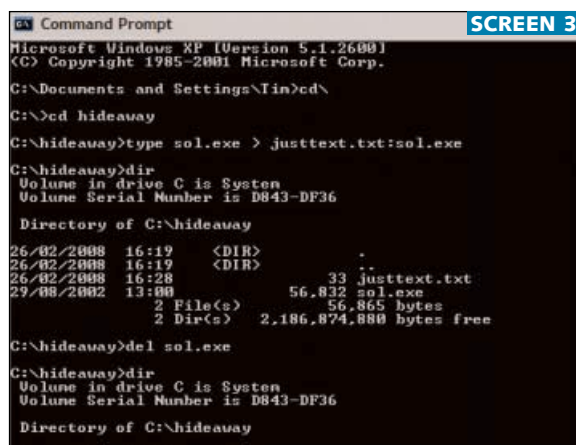 Command Prompt
SCREEN 3
Microsoft Windows XP [Version 5.1.2600]
(C) Copyright 1985-2001 Microsoft Corp.
C:\Documents and Settings\Tim>cd\
C:\>cd hideaway
C:\hideaway>type sol.exe > justtext.txt:sol.exe
C:\hideaway>dir
Volume in drive C is System
Volume Serial Number is D843-DF36
Directory of C:\hideaway
26/02/2008 16:19 <DIR> .
26/02/2008 16:19 <DIR> ..
26/02/2008 16:28 33 justtext.txt
29/08/2002 13:00 56,832 sol.exe
2 File(s) 56,865 bytes
2 Dir(s) 2,186,874,880 bytes free
C:\hideaway>del sol.exe
C:\hideaway>dir
Volume in drive C is System
Volume Serial Number is D843-DF36
Directory of C:\hideaway